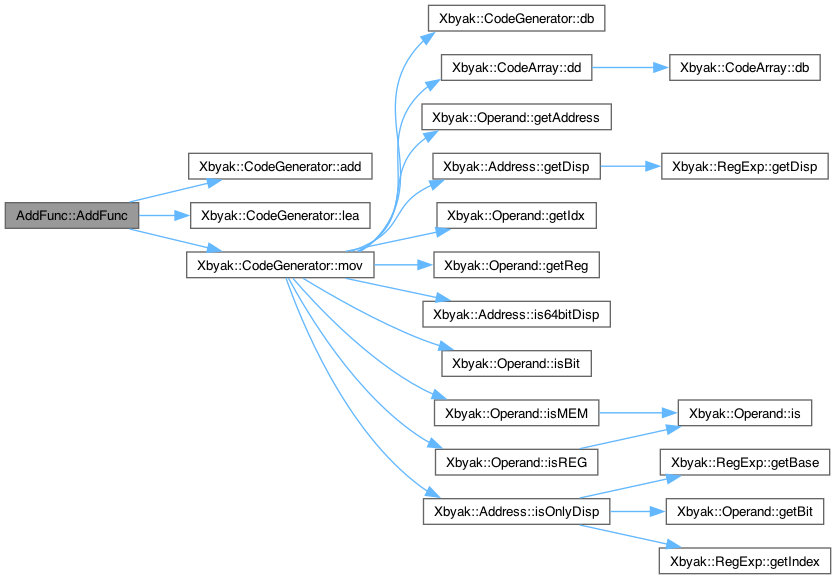 Xbyak::CodeGenerator::db
Xbyak::CodeArray::dd
Xbyak::CodeArray::db
Xbyak::Operand::getAddress
Xbyak::CodeGenerator::add
Xbyak::Address::getDisp
Xbyak::RegExp::getDisp
AddFunc::AddFunc
Xbyak::CodeGenerator::lea
Xbyak::Operand::getIdx
Xbyak::CodeGenerator::mov
Xbyak::Operand::getReg
Xbyak::Address::is64bitDisp
Xbyak::Operand::isBit
Xbyak::Operand::isMEM
Xbyak::Operand::is
Xbyak::Operand::isREG
Xbyak::RegExp::getBase
Xbyak::Address::isOnlyDisp
Xbyak::Operand::getBit
Xbyak::RegExp::getIndex